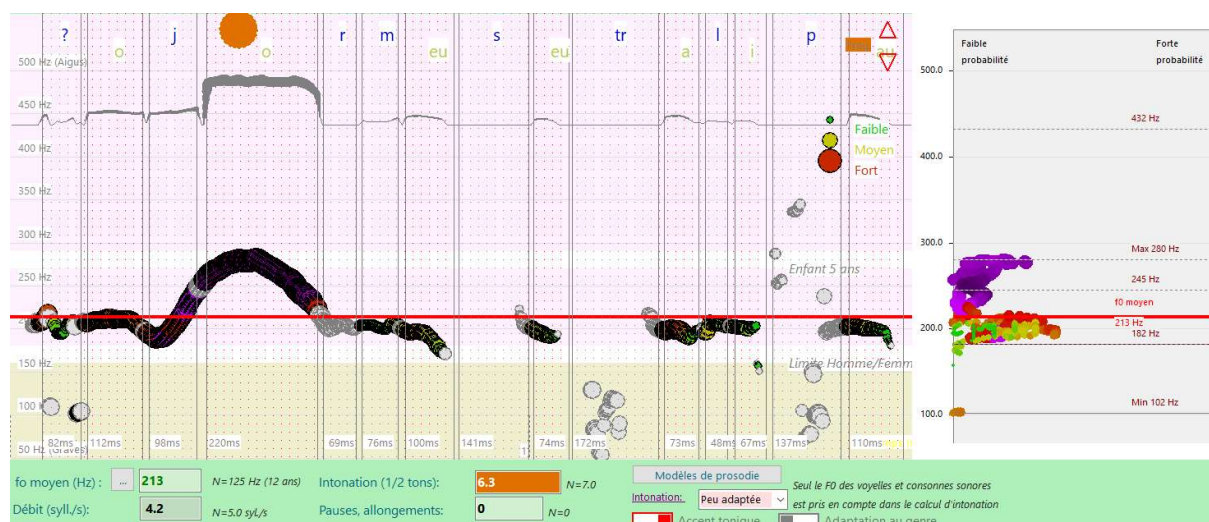 ? j r m s tr l p
o o eu eu a i au
500 Hz (Aigus)
450 Hz
400 Hz
350 Hz
300 Hz
250 Hz
150 Hz
50 Hz (Graves)
Faible
Moyen
Fort
Enfant 5 ans
Limite Homme/Femm
82ms 112ms 98ms 220ms 69ms 76ms 100ms 141ms 74ms 172ms 73ms 48ms 67ms 137ms 110ms
Faible probabilité
Forte probabilité
500.0
400.0
300.0
200.0
100.0
432 Hz
Max 280 Hz
245 Hz
f0 moyen
213 Hz
182 Hz
Min 102 Hz
fo moyen (Hz) : ... 213 N=125 Hz (12 ans) Intonation (1/2 tons): 6.3 N=7.0
Débit (syll./s): 4.2 N=5.0 syl/s Pauses, allongements: 0 N=0
Modèles de prosodie
Seul le F0 des voyelles et consonnes sonores
Intonation: Peu adaptée est pris en compte dans le calcul d'intonation
Accent tonique Adaptation au genre